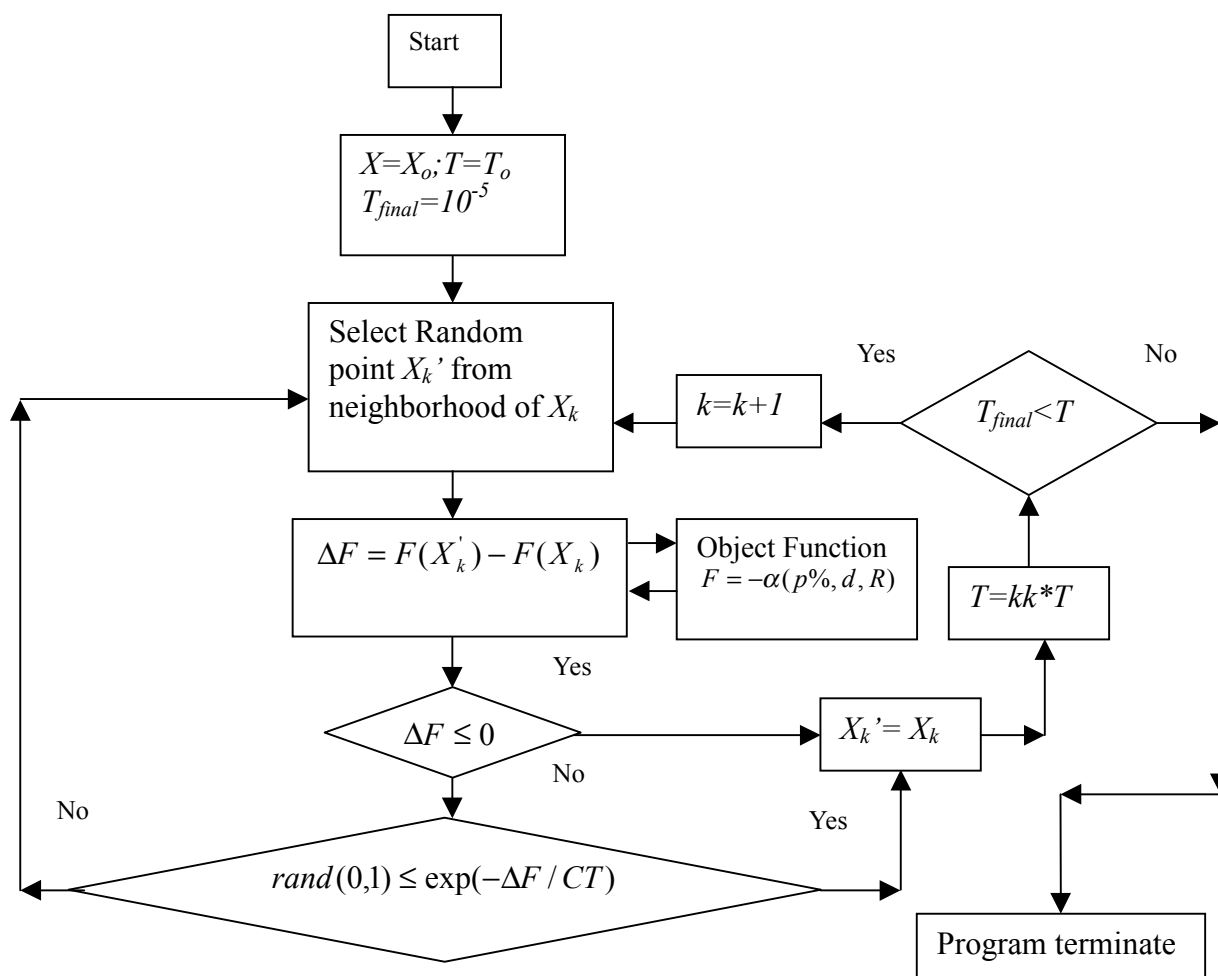 Start
X=Xo;T=To
Tfinal=10-5
Select Random
point Xk’ from
neighborhood of Xk
Yes
No
k=k+1
Tfinal<T
ΔF = F(Xk') − F(Xk)
Object Function
F = −α(p%, d, R)
T=kk*T
Yes
ΔF ≤ 0
Xk’= Xk
No
No
Yes
rand(0,1) ≤ exp(−ΔF / CT)
Program terminate